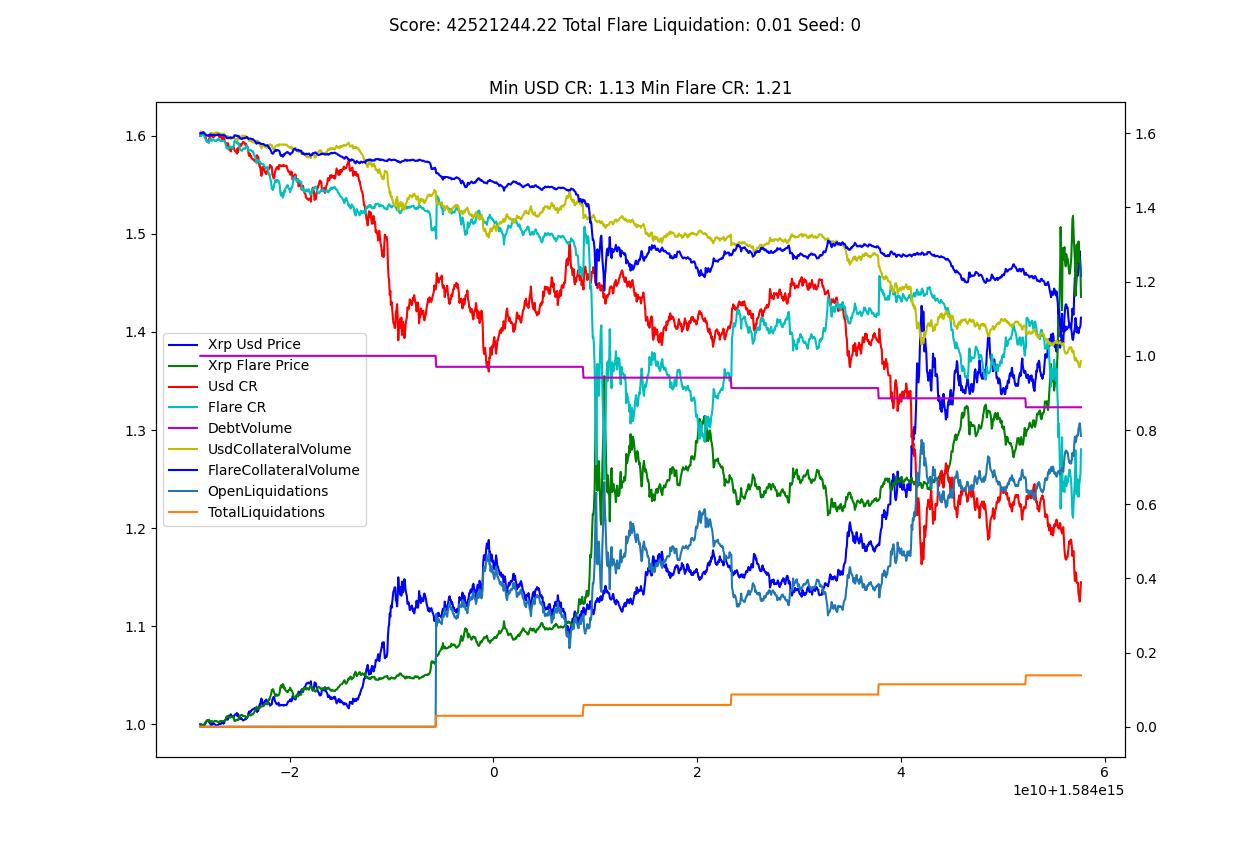 Score: 42521244.22 Total Flare Liquidation: 0.01 Seed: 0
Min USD CR: 1.13 Min Flare CR: 1.21
1.6
1.5
1.4
1.3
1.2
1.1
1.0
1.6
1.4
1.2
1.0
0.8
0.6
0.4
0.2
0.0
Xrp Usd Price
Xrp Flare Price
Usd CR
Flare CR
DebtVolume
UsdCollateralVolume
FlareCollateralVolume
OpenLiquidations
TotalLiquidations
−2 0 2 4 6
1e10+1.584e15